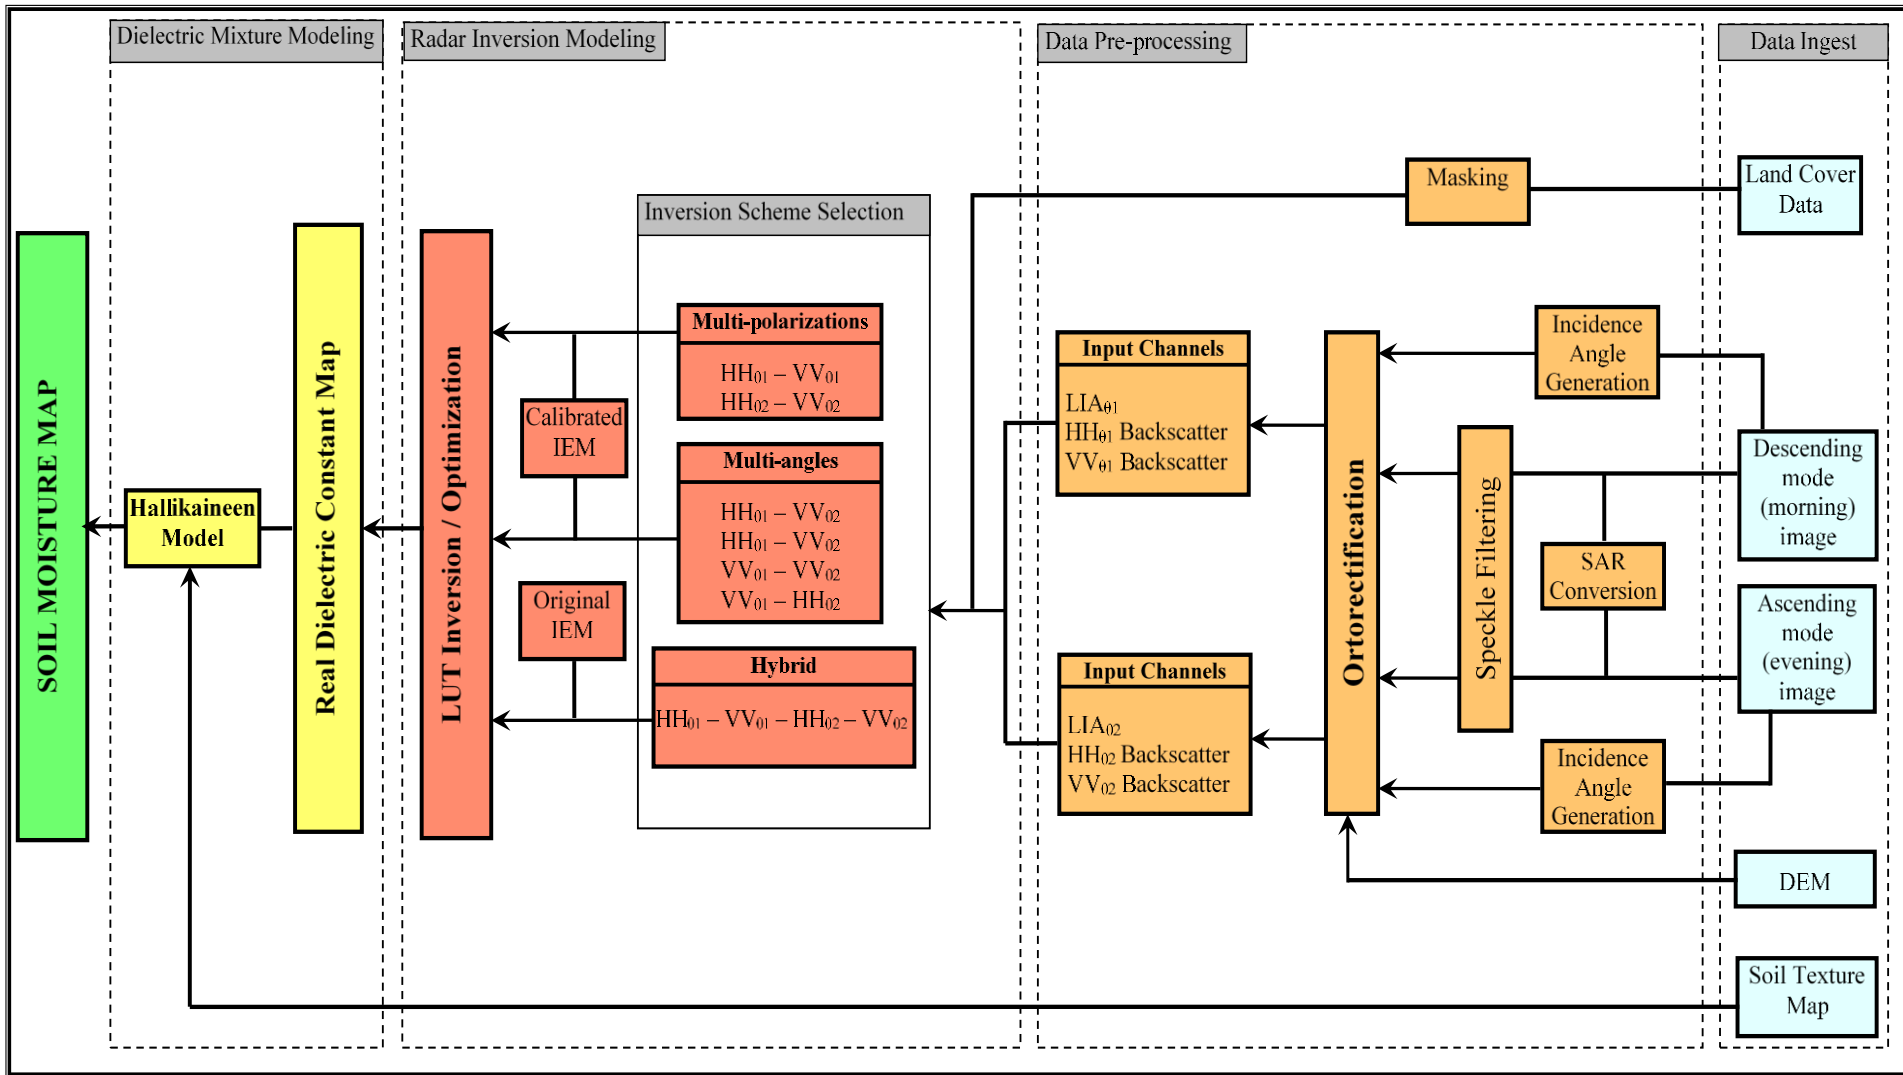 Dielectric Mixture Modeling
Radar Inversion Modeling
Data Pre-processing
Data Ingest
SOIL MOISTURE MAP
Hallikaineen
Model
Real Dielectric Constant Map
LUT Inversion / Optimization
Calibrated
IEM
Original
IEM
Inversion Scheme Selection
Multi-polarizations
HH₀₁ – VV₀₁
HH₀₂ – VV₀₂
Multi-angles
HH₀₁ – VV₀₂
HH₀₁ – VV₀₂
VV₀₁ – VV₀₂
VV₀₁ – HH₀₂
Hybrid
HH₀₁ – VV₀₁ – HH₀₂ – VV₀₂
Input Channels
LIAθ₁
HHθ₁ Backscatter
VVθ₁ Backscatter
Input Channels
LIA₀₂
HH₀₂ Backscatter
VV₀₂ Backscatter
Ortorectification
Speckle Filtering
Masking
Incidence
Angle
Generation
SAR
Conversion
Incidence
Angle
Generation
Land Cover
Data
Descending
mode
(morning)
image
Ascending
mode
(evening)
image
DEM
Soil Texture
Map